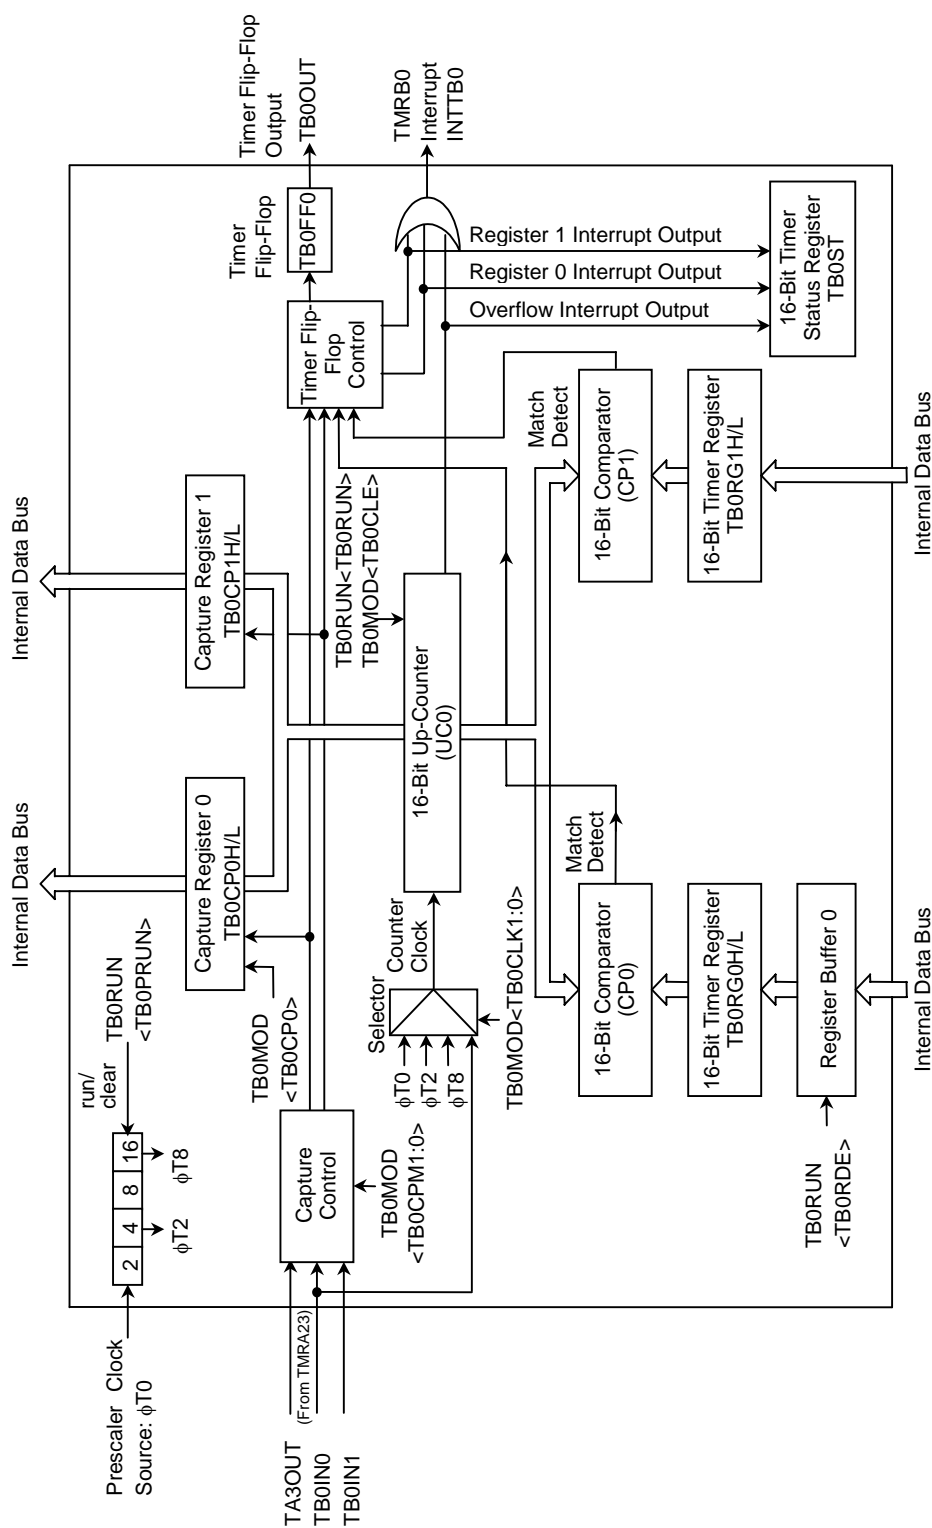 Internal Data Bus
Internal Data Bus
Prescaler Clock
Source: ϕT0
2
4
8
16
ϕT2
ϕT8
run/
clear
TB0RUN
<TB0PRUN>
Capture Register 0
TB0CP0H/L
Capture Register 1
TB0CP1H/L
Timer
Flip-Flop
Timer Flip-Flop
Output
TB0OUT
TB0FF0
TB0MOD
<TB0CP0>
TA3OUT
(From TMRA23)
TB0IN0
TB0IN1
Capture
Control
TB0MOD
<TB0CPM1:0>
Timer Flip-
Flop
Control
TMRB0
Interrupt
INTTB0
TB0RUN<TB0RUN>
TB0MOD<TB0CLE>
Selector
ϕT0
ϕT2
ϕT8
Counter
Clock
TB0MOD<TB0CLK1:0>
16-Bit Up-Counter
(UC0)
Register 1 Interrupt Output
Register 0 Interrupt Output
Overflow Interrupt Output
Match
Detect
Match
Detect
16-Bit Comparator
(CP0)
16-Bit Comparator
(CP1)
16-Bit Timer Register
TB0RG0H/L
16-Bit Timer Register
TB0RG1H/L
16-Bit Timer
Status Register
TB0ST
Register Buffer 0
TB0RUN
<TB0RDE>
Internal Data Bus
Internal Data Bus